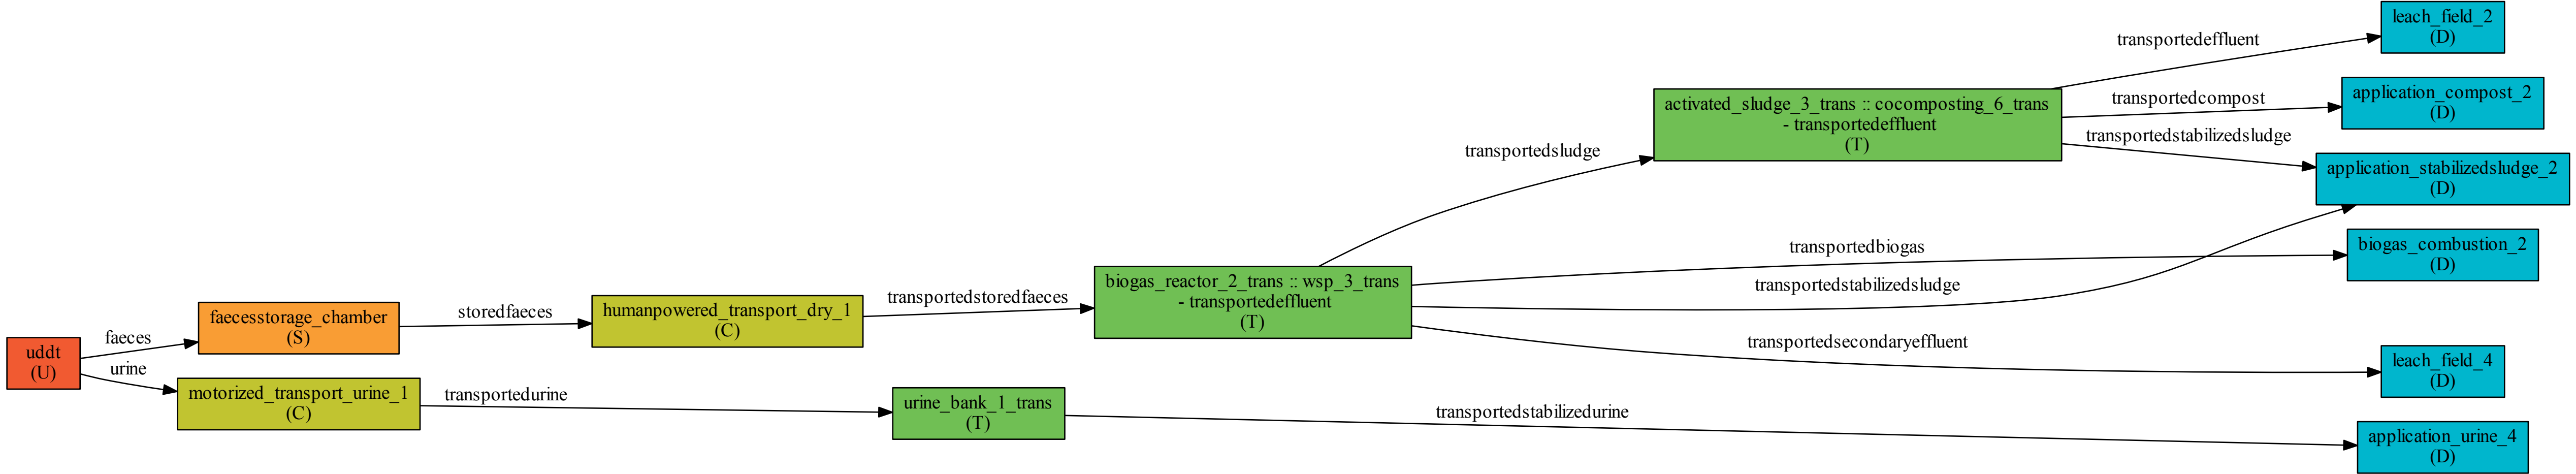 uddt
(U)
faeces
urine
faecesstorage_chamber
(S)
motorized_transport_urine_1
(C)
storedfaeces
transportedurine
humanpowered_transport_dry_1
(C)
transportedstoredfaeces
urine_bank_1_trans
(T)
biogas_reactor_2_trans :: wsp_3_trans
- transportedeffluent
(T)
transportedsludge
transportedbiogas
transportedstabilizedsludge
transportedsecondaryeffluent
transportedstabilizedurine
activated_sludge_3_trans :: cocomposting_6_trans
- transportedeffluent
(T)
transportedeffluent
transportedcompost
transportedstabilizedsludge
leach_field_2
(D)
application_compost_2
(D)
application_stabilizedsludge_2
(D)
biogas_combustion_2
(D)
leach_field_4
(D)
application_urine_4
(D)